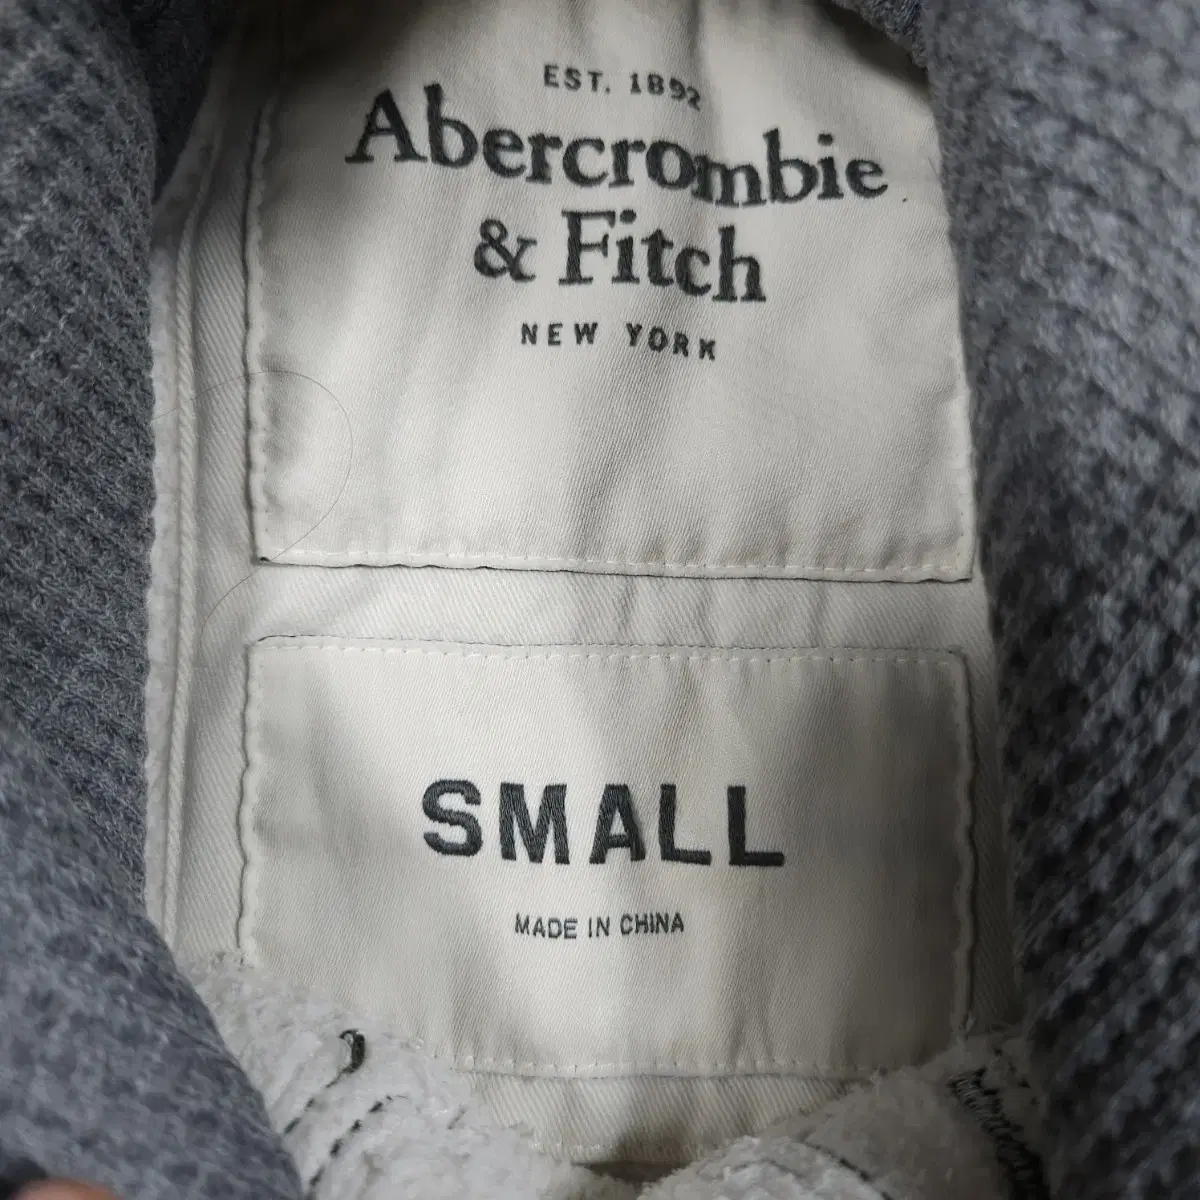 EST. 1892
Abercrombie
& Fitch
NEW YORK
SMALL
MADE IN CHINA